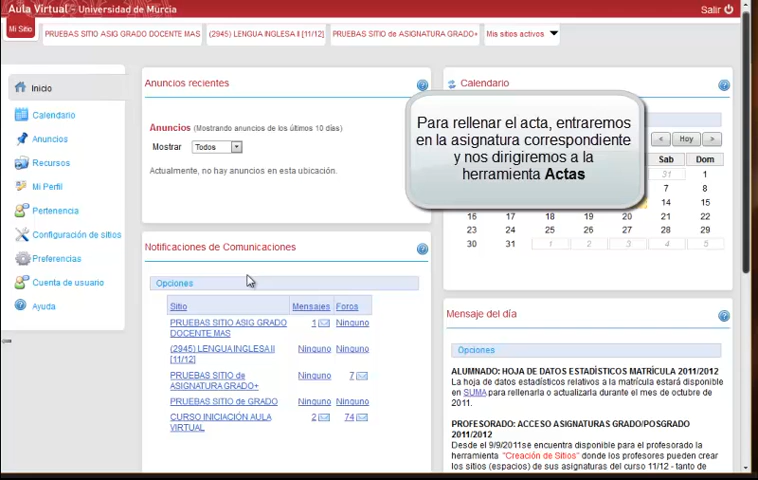 Aula Virtual - Universidad de Murcia
Salir
Mi Sitio
PRUEBAS SITIO ASIG GRADO DOCENTE MAS
(2945) LENGUA INGLESA II [11/12]
PRUEBAS SITIO de ASIGNATURA GRADO+
Mis sitios activos
Inicio
Calendario
Anuncios
Recursos
Mi Perfil
Pertenencia
Configuración de sitios
Preferencias
Cuenta de usuario
Ayuda
Anuncios recientes
Anuncios (Mostrando anuncios de los últimos 10 días)
Mostrar Todos
Actualmente, no hay anuncios en esta ubicación.
Notificaciones de Comunicaciones
Opciones
Sitio Mensajes Foros
PRUEBAS SITIO ASIG GRADO 1 Ninguno
DOCENTE MAS
(2945) LENGUA INGLESA II Ninguno Ninguno
[11/12]
PRUEBAS SITIO de Ninguno 7
ASIGNATURA GRADO+
PRUEBAS SITIO de GRADO Ninguno Ninguno
CURSO INICIACIÓN AULA 2 74
VIRTUAL
Calendario
Para rellenar el acta, entraremos
en la asignatura correspondiente
y nos dirigiremos a la
herramienta Actas
< Hoy >
Sab Dom
31 1
7 8
14 15
16 17 18 19 20 21 22
23 24 25 26 27 28 29
30 31 1 2 3 4 5
Mensaje del día
Opciones
ALUMNADO: HOJA DE DATOS ESTADÍSTICOS MATRÍCULA 2011/2012
La hoja de datos estadísticos relativos a la matrícula estará disponible
en SUMA para rellenarla o actualizarla durante el mes de octubre de
2011.
PROFESORADO: ACCESO ASIGNATURAS GRADO/POSGRADO
2011/2012
Desde el 9/9/2011se encuentra disponible para el profesorado la
herramienta "Creación de Sitios" donde los profesores pueden crear
los sitios (espacios) de sus asignaturas del curso 11/12 - tanto de